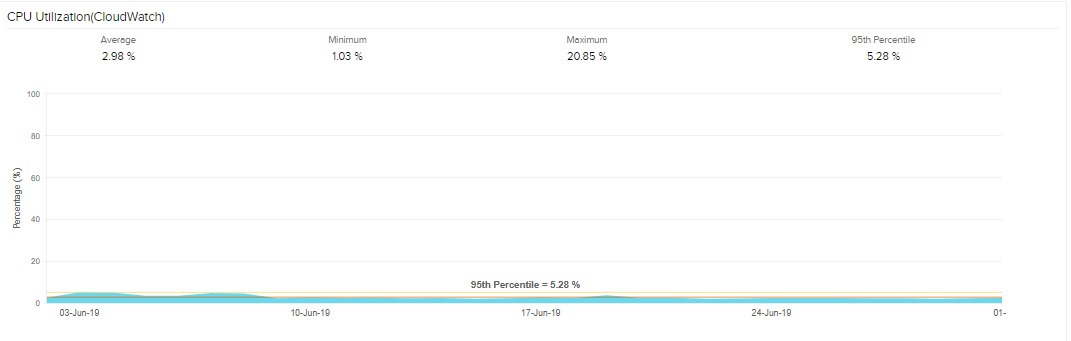 CPU Utilization(CloudWatch)
Average Minimum Maximum 95th Percentile
2.98 % 1.03 % 20.85 % 5.28 %
100
80
60
40
20
0
Percentage (%)
95th Percentile = 5.28 %
03-Jun-19 10-Jun-19 17-Jun-19 24-Jun-19 01-